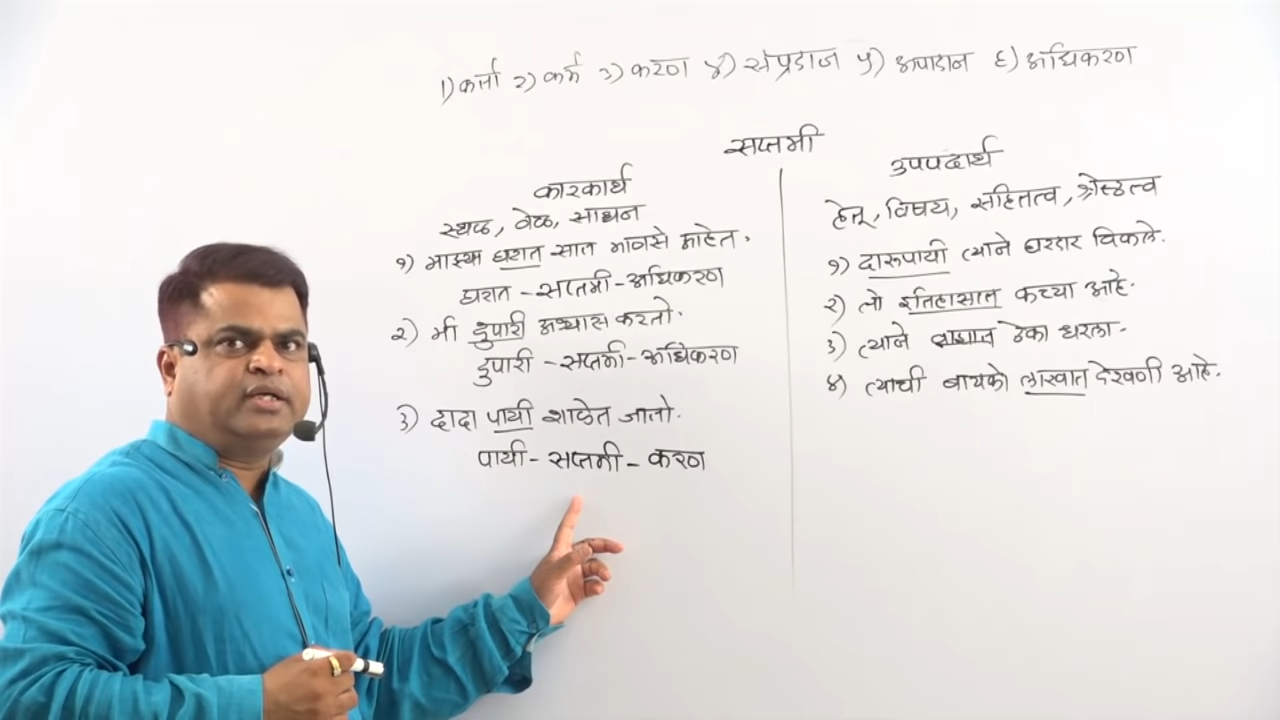 १) कर्ता २) कर्म ३) करण ४) संप्रदान ५) अपादान ६) अधिकरण
सप्तमी
कारकार्थ
स्थळ, वेळ, साधन
१) माझ्या घरात सात माणसे आहेत.
घरात - सप्तमी - अधिकरण
२) मी दुपारी अभ्यास करतो.
दुपारी - सप्तमी - अधिकरण
३) दादा पायी शाळेत जातो.
पायी - सप्तमी - करण
उपपदार्थ
हेतू, विषय, सहितत्व, श्रेष्ठत्व
१) दारूपायी त्याने घरदार विकले.
२) तो इतिहासात कच्चा आहे.
३) त्याने ठेका धरला.
४) त्याची बायको लाखात देखणी आहे.